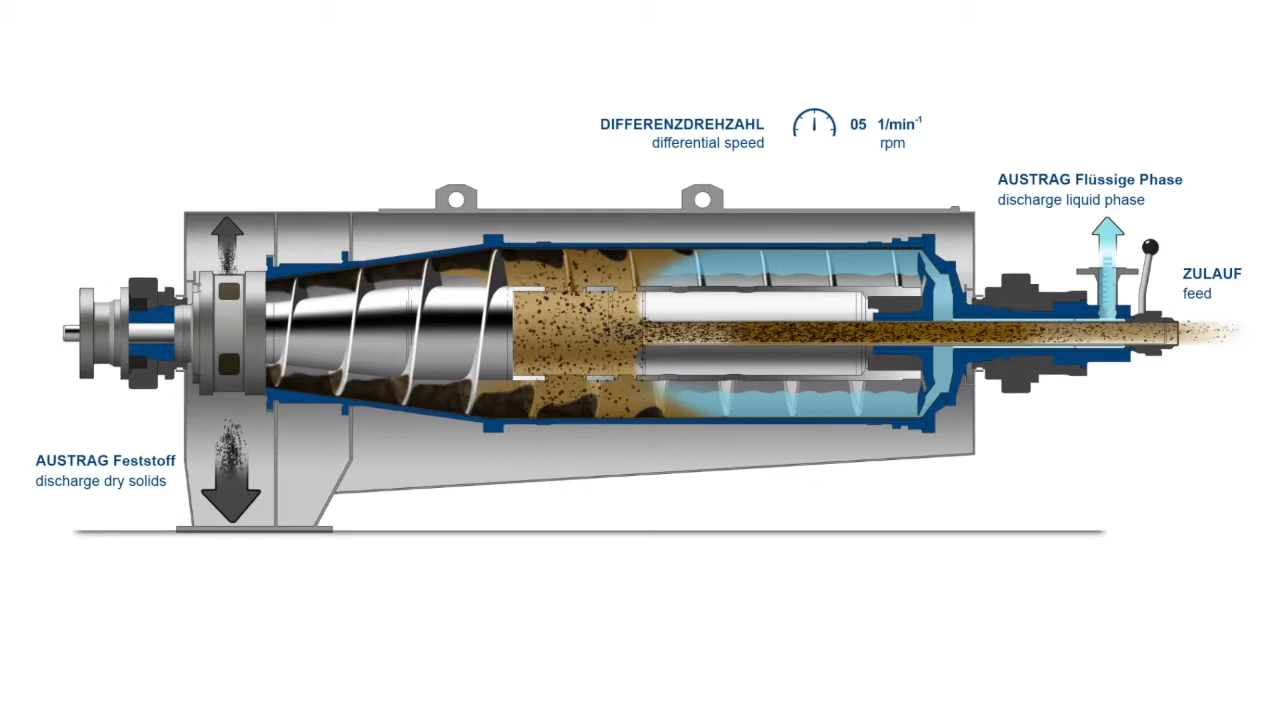 DIFFERENZDREHZAHL 05 1/min⁻¹
differential speed rpm
AUSTRAG Flüssige Phase
discharge liquid phase
ZULAUF
feed
AUSTRAG Feststoff
discharge dry solids